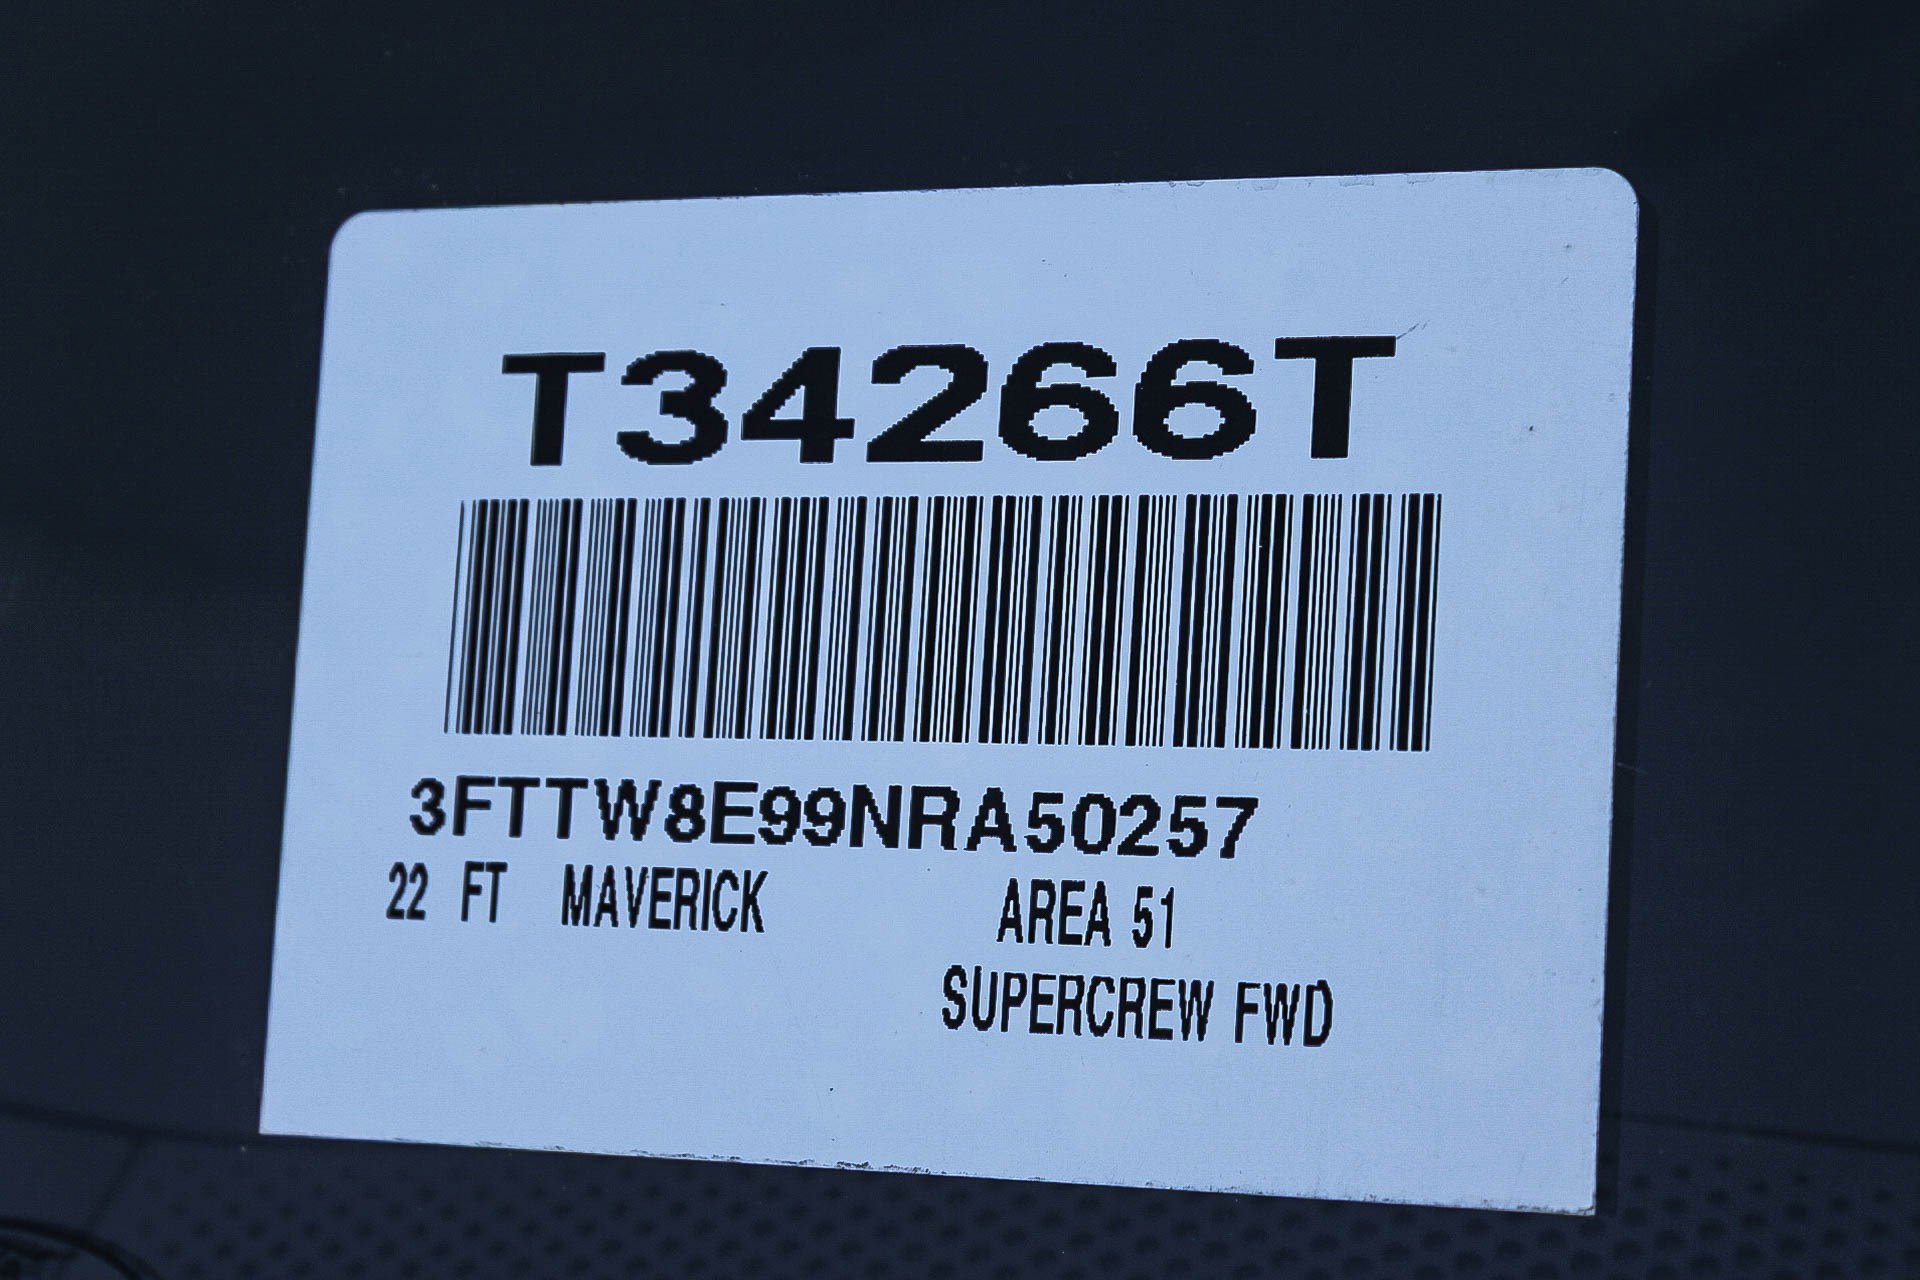 T34266T
3FTTW8E99NRA50257
22 FT MAVERICK AREA 51
SUPERCREW FWD